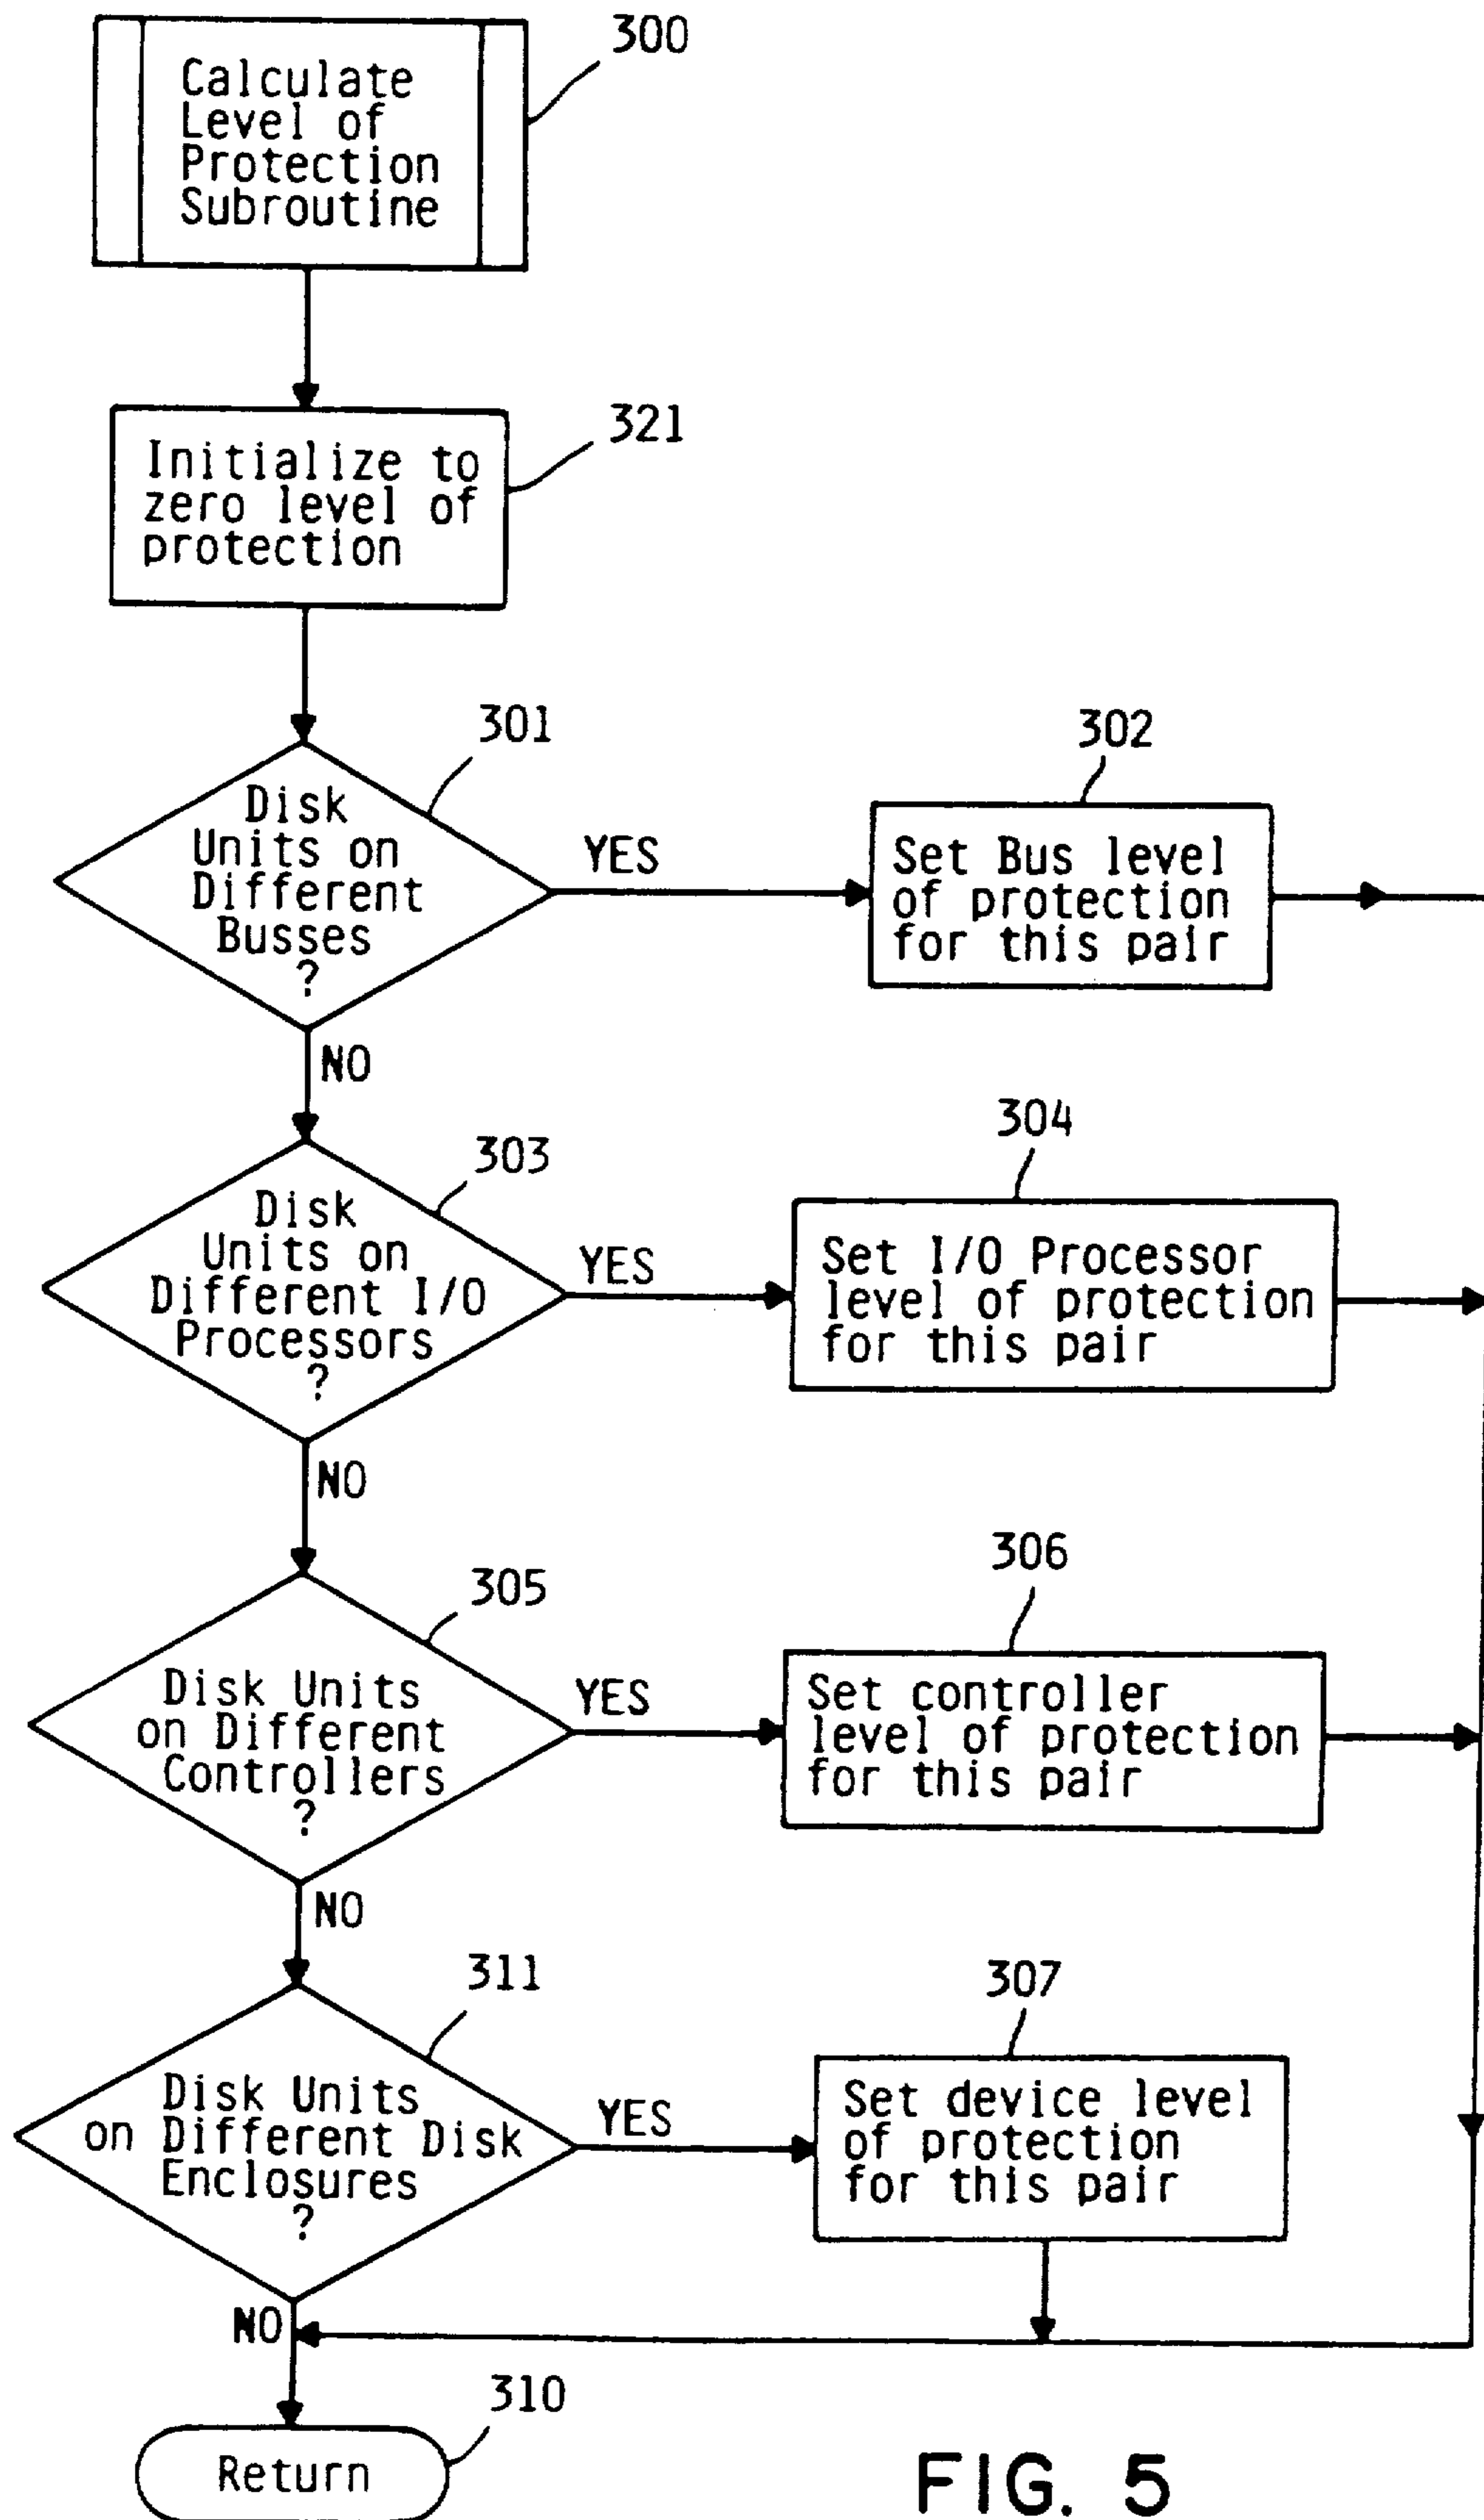 300
Calculate
Level of
Protection
Subroutine
321
Initialize to
zero level of
protection
301
Disk
Units on
Different
Busses
?
YES
302
Set Bus level
of protection
for this pair
NO
303
Disk
Units on
Different I/O
Processors
?
YES
304
Set I/O Processor
level of protection
for this pair
NO
305
Disk Units
on Different
Controllers
?
YES
306
Set controller
level of protection
for this pair
NO
311
Disk Units
on Different Disk
Enclosures
?
YES
307
Set device level
of protection
for this pair
NO
310
Return
FIG. 5